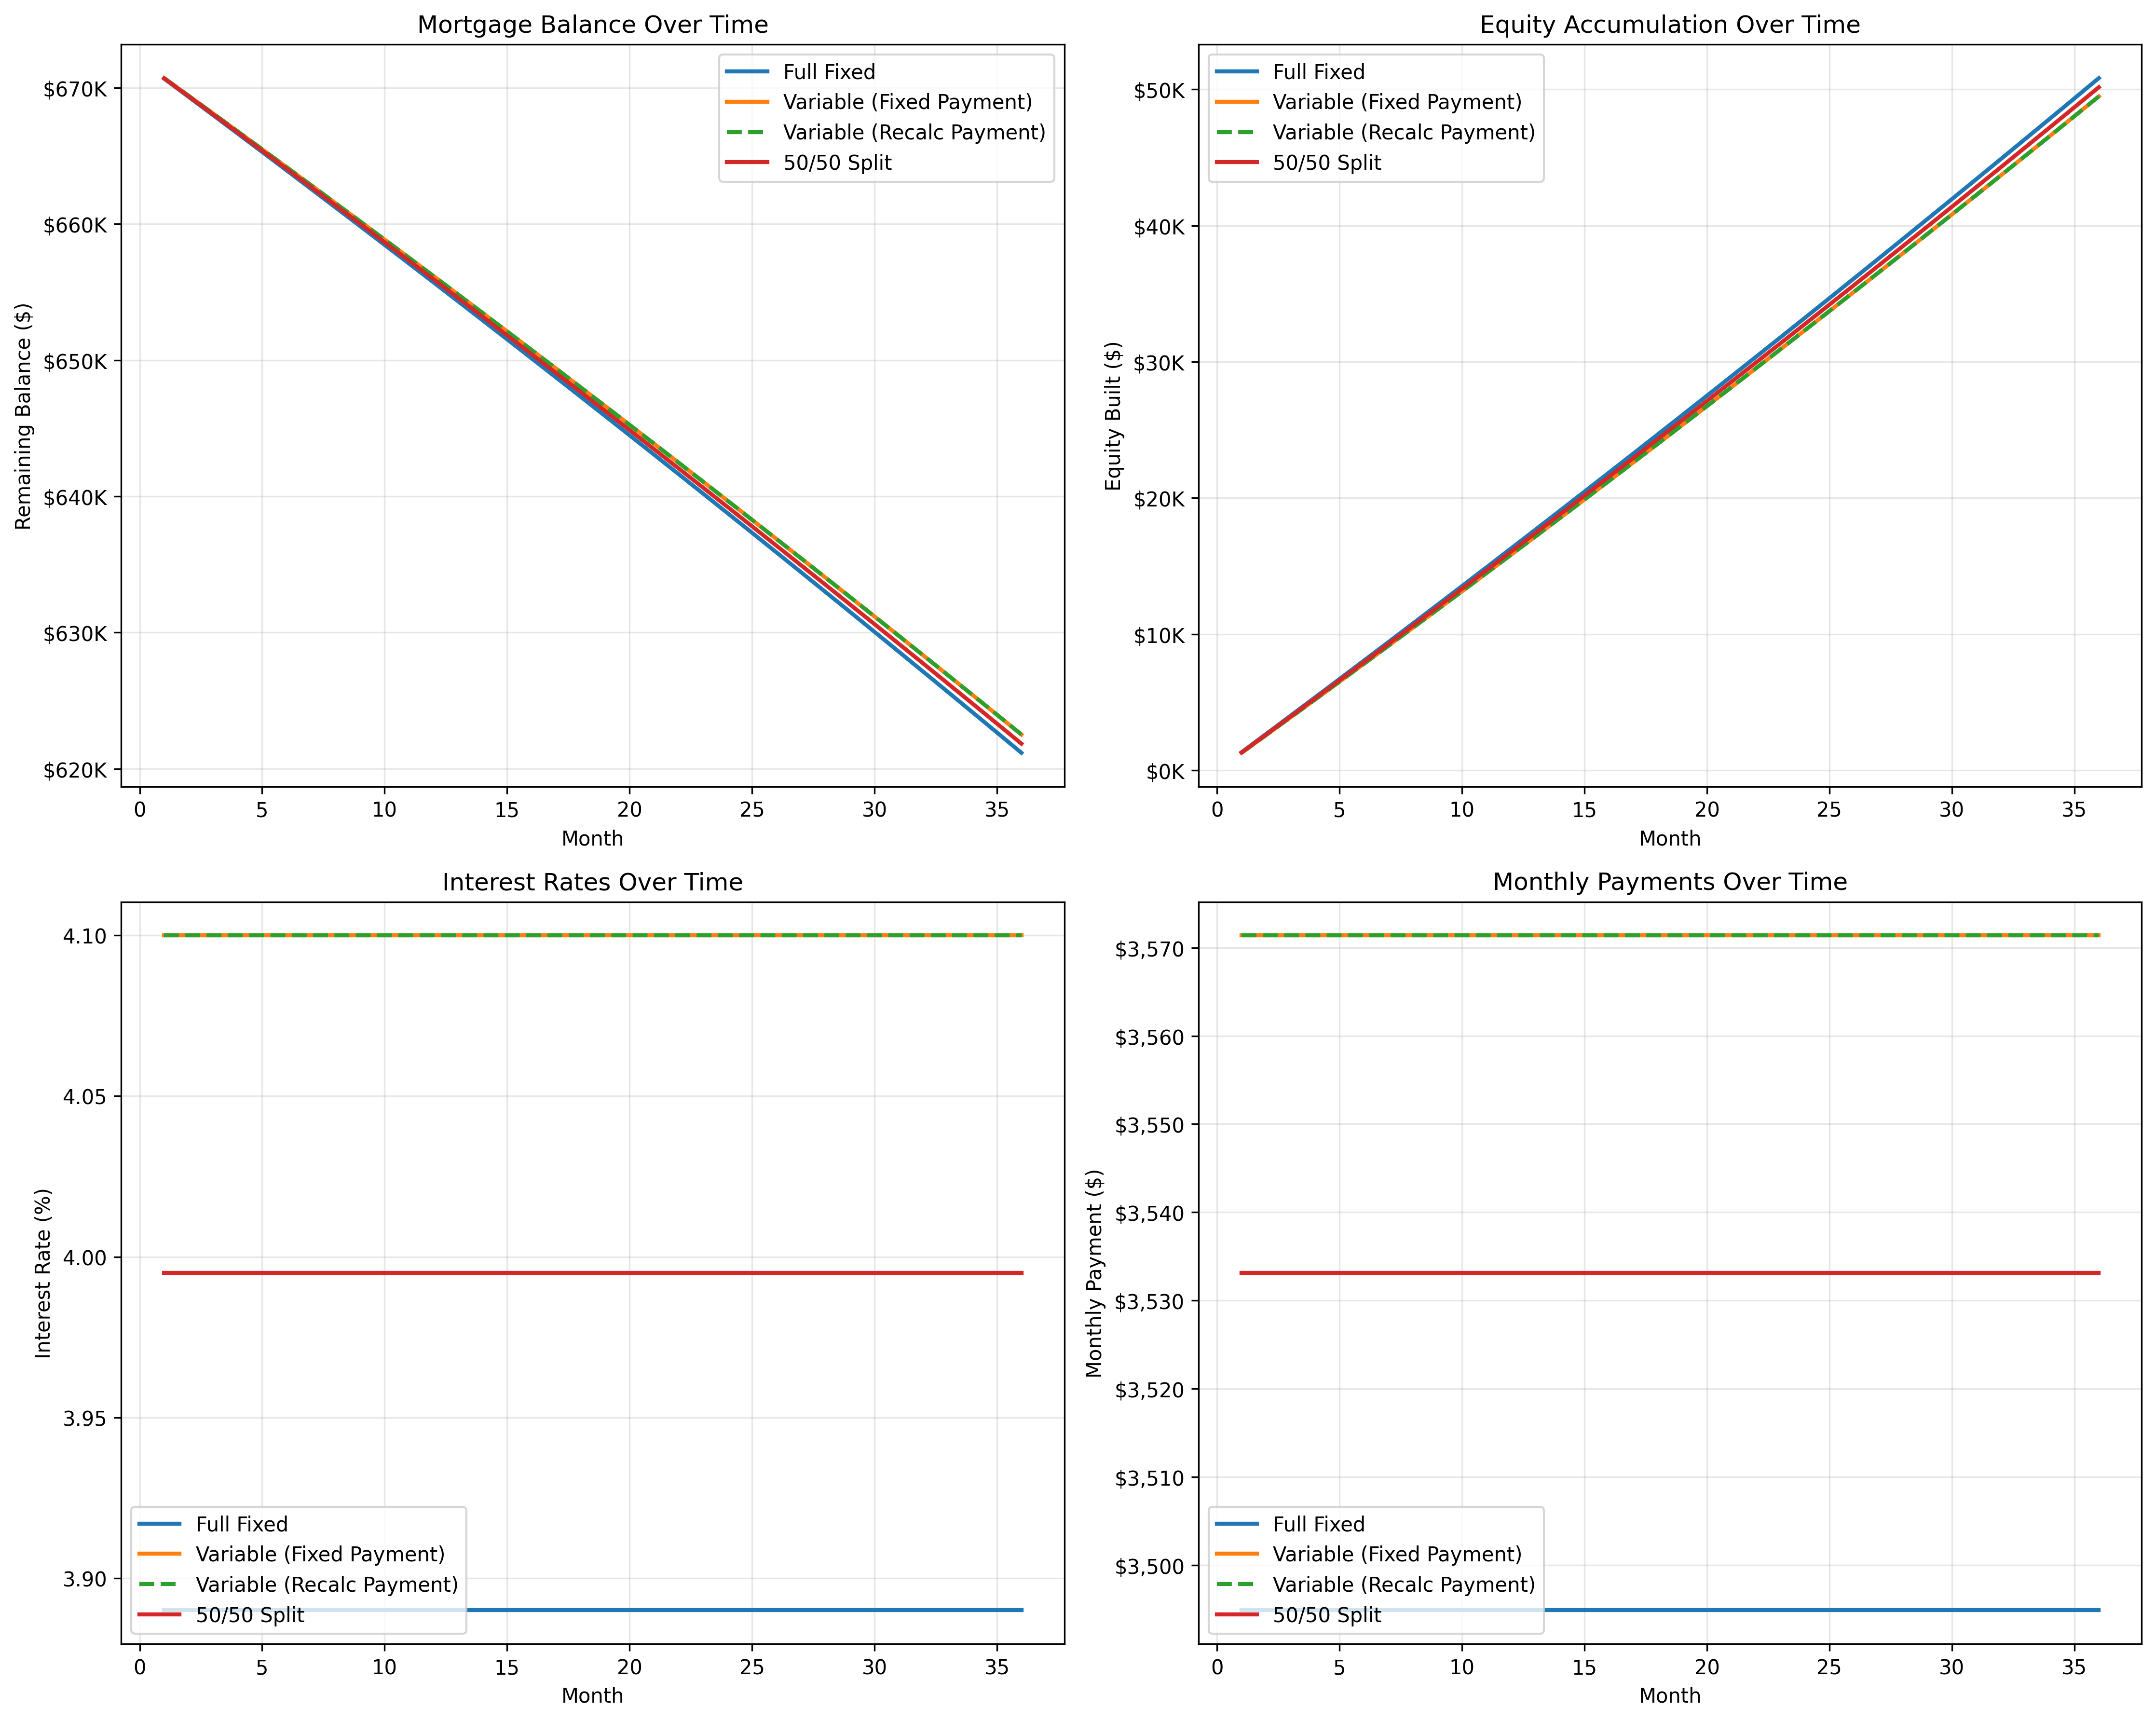 Mortgage Balance Over Time
Remaining Balance ($)
$670K
$660K
$650K
$640K
$630K
$620K
Full Fixed
Variable (Fixed Payment)
Variable (Recalc Payment)
50/50 Split
0 5 10 15 20 25 30 35
Month
Equity Accumulation Over Time
Equity Built ($)
$50K
$40K
$30K
$20K
$10K
$0K
Full Fixed
Variable (Fixed Payment)
Variable (Recalc Payment)
50/50 Split
0 5 10 15 20 25 30 35
Month
Interest Rates Over Time
Interest Rate (%)
4.10
4.05
4.00
3.95
3.90
Full Fixed
Variable (Fixed Payment)
Variable (Recalc Payment)
50/50 Split
0 5 10 15 20 25 30 35
Month
Monthly Payments Over Time
Monthly Payment ($)
$3,570
$3,560
$3,550
$3,540
$3,530
$3,520
$3,510
$3,500
Full Fixed
Variable (Fixed Payment)
Variable (Recalc Payment)
50/50 Split
0 5 10 15 20 25 30 35
Month